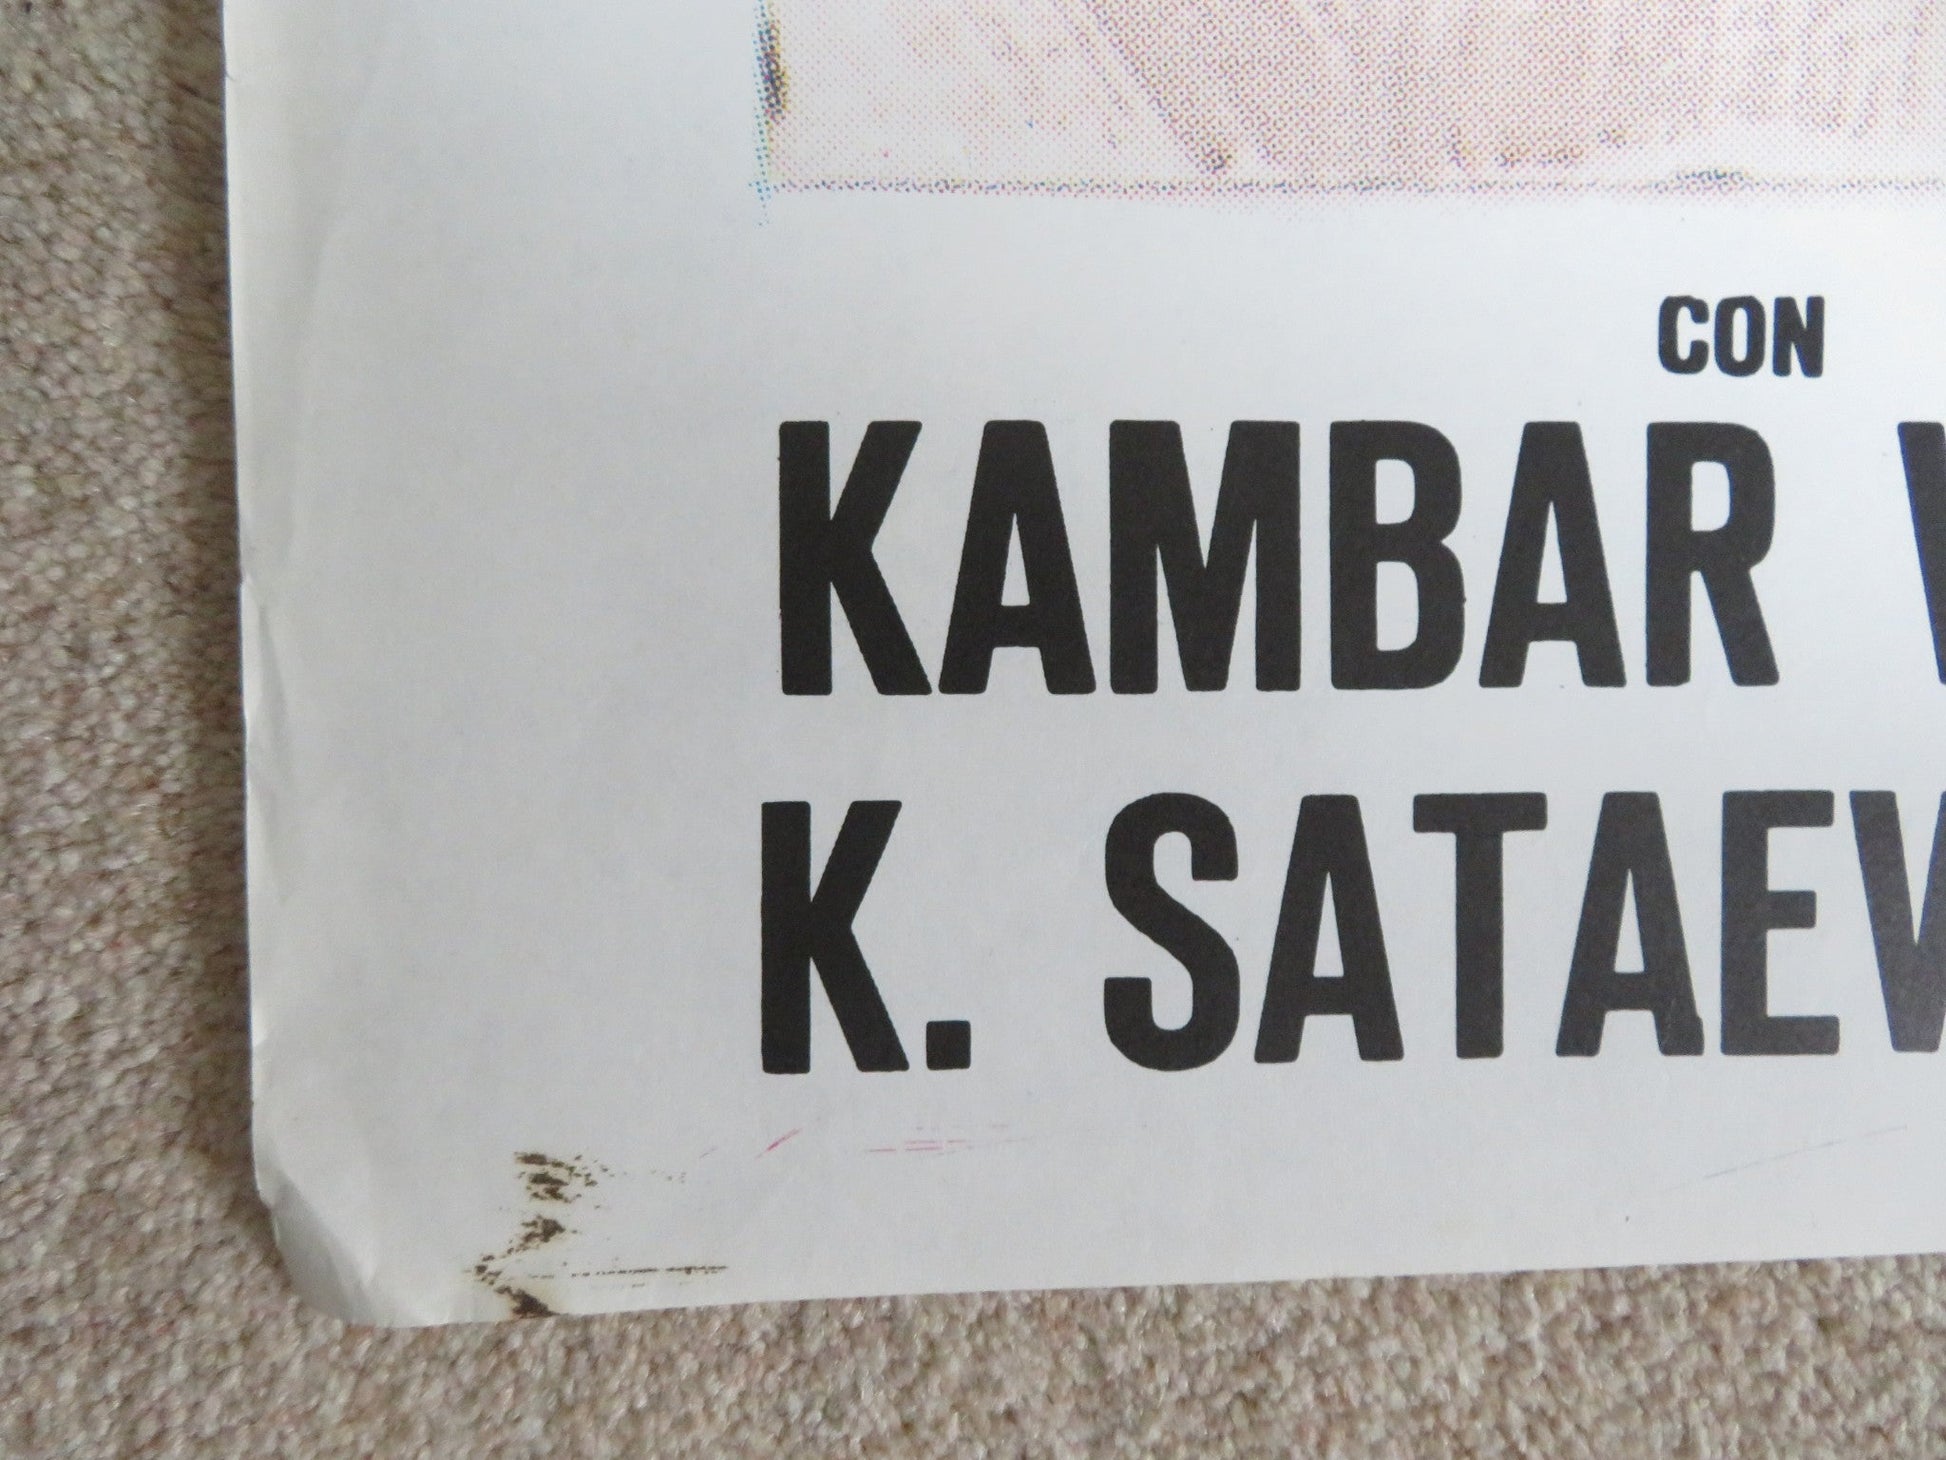 CON
KAMBAR V
K. SATAEV